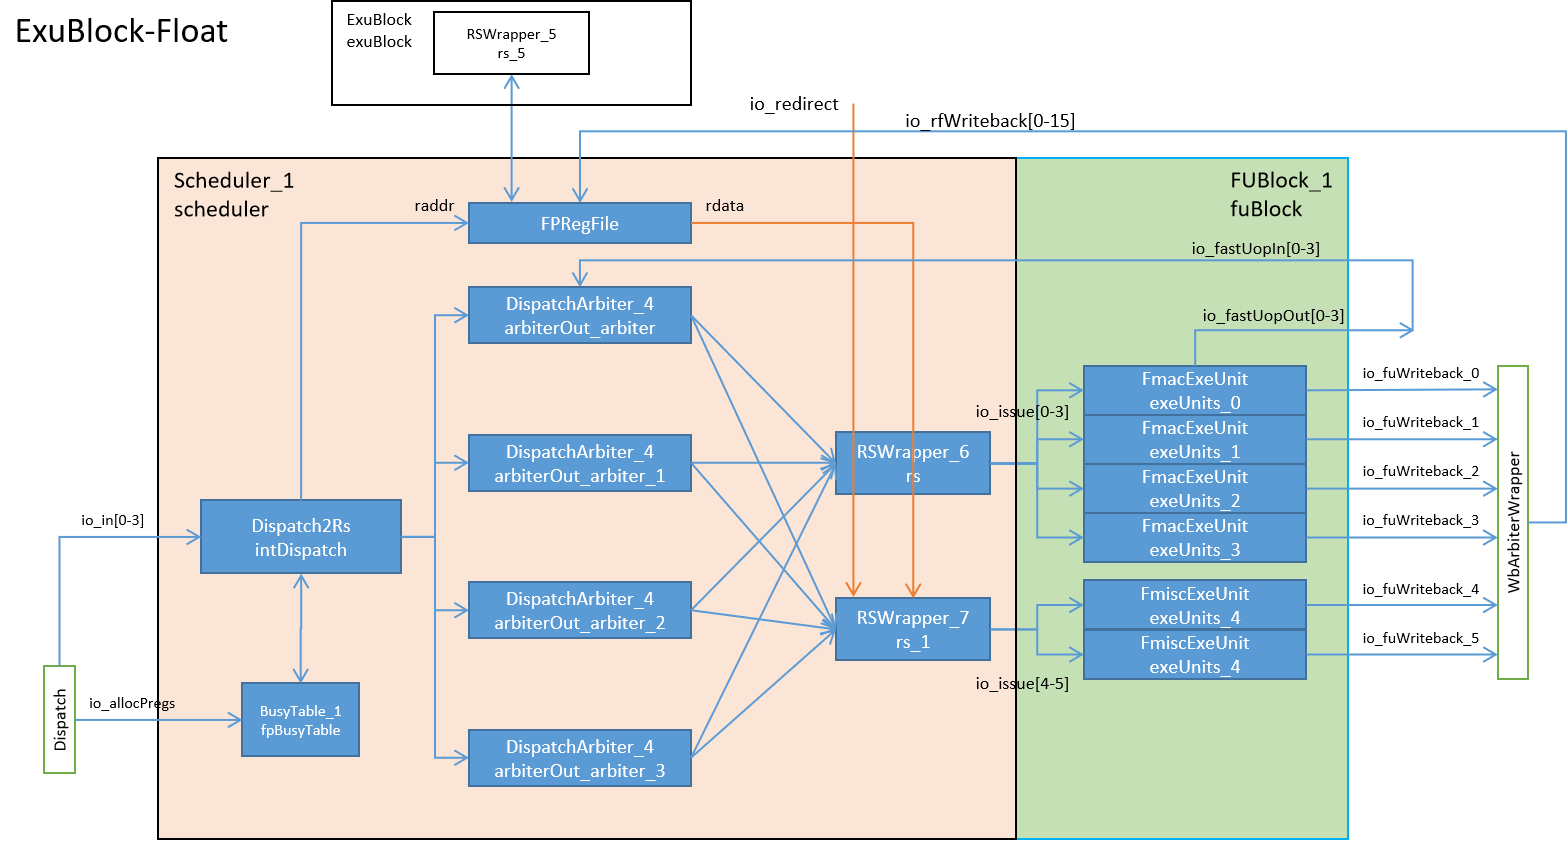 ExuBlock-Float
ExuBlock
exuBlock
RSWrapper_5
rs_5
io_redirect
io_rfWriteback[0-15]
Scheduler_1
scheduler
FUBlock_1
fuBlock
raddr
FPRegFile
rdata
io_fastUopIn[0-3]
DispatchArbiter_4
arbiterOut_arbiter
io_fastUopOut[0-3]
FmacExeUnit
exeUnits_0
io_fuWriteback_0
io_issue[0-3]
FmacExeUnit
exeUnits_1
io_fuWriteback_1
DispatchArbiter_4
arbiterOut_arbiter_1
RSWrapper_6
rs
FmacExeUnit
exeUnits_2
io_fuWriteback_2
io_in[0-3]
Dispatch2Rs
intDispatch
FmacExeUnit
exeUnits_3
io_fuWriteback_3
WbArbiterWrapper
DispatchArbiter_4
arbiterOut_arbiter_2
RSWrapper_7
rs_1
FmiscExeUnit
exeUnits_4
io_fuWriteback_4
FmiscExeUnit
exeUnits_4
io_fuWriteback_5
io_issue[4-5]
Dispatch
io_allocPregs
BusyTable_1
fpBusyTable
DispatchArbiter_4
arbiterOut_arbiter_3